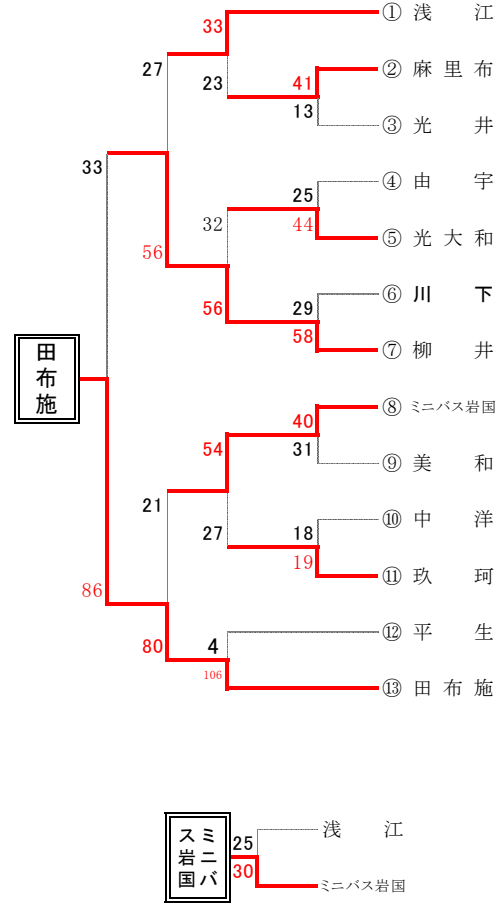 33
① 浅 江
27
23
41
② 麻 里 布
13
③ 光 井
33
④ 由 宇
25
32
44
⑤ 光 大 和
56
⑥ 川 下
29
56
58
⑦ 柳 井
田布施
⑧ ミニバス岩国
40
54
31
⑨ 美 和
21
27
18
⑩ 中 洋
19
⑪ 玖 珂
86
80
4
⑫ 平 生
106
⑬ 田 布 施
ミニバス岩国
浅 江
25
30
ミニバス岩国